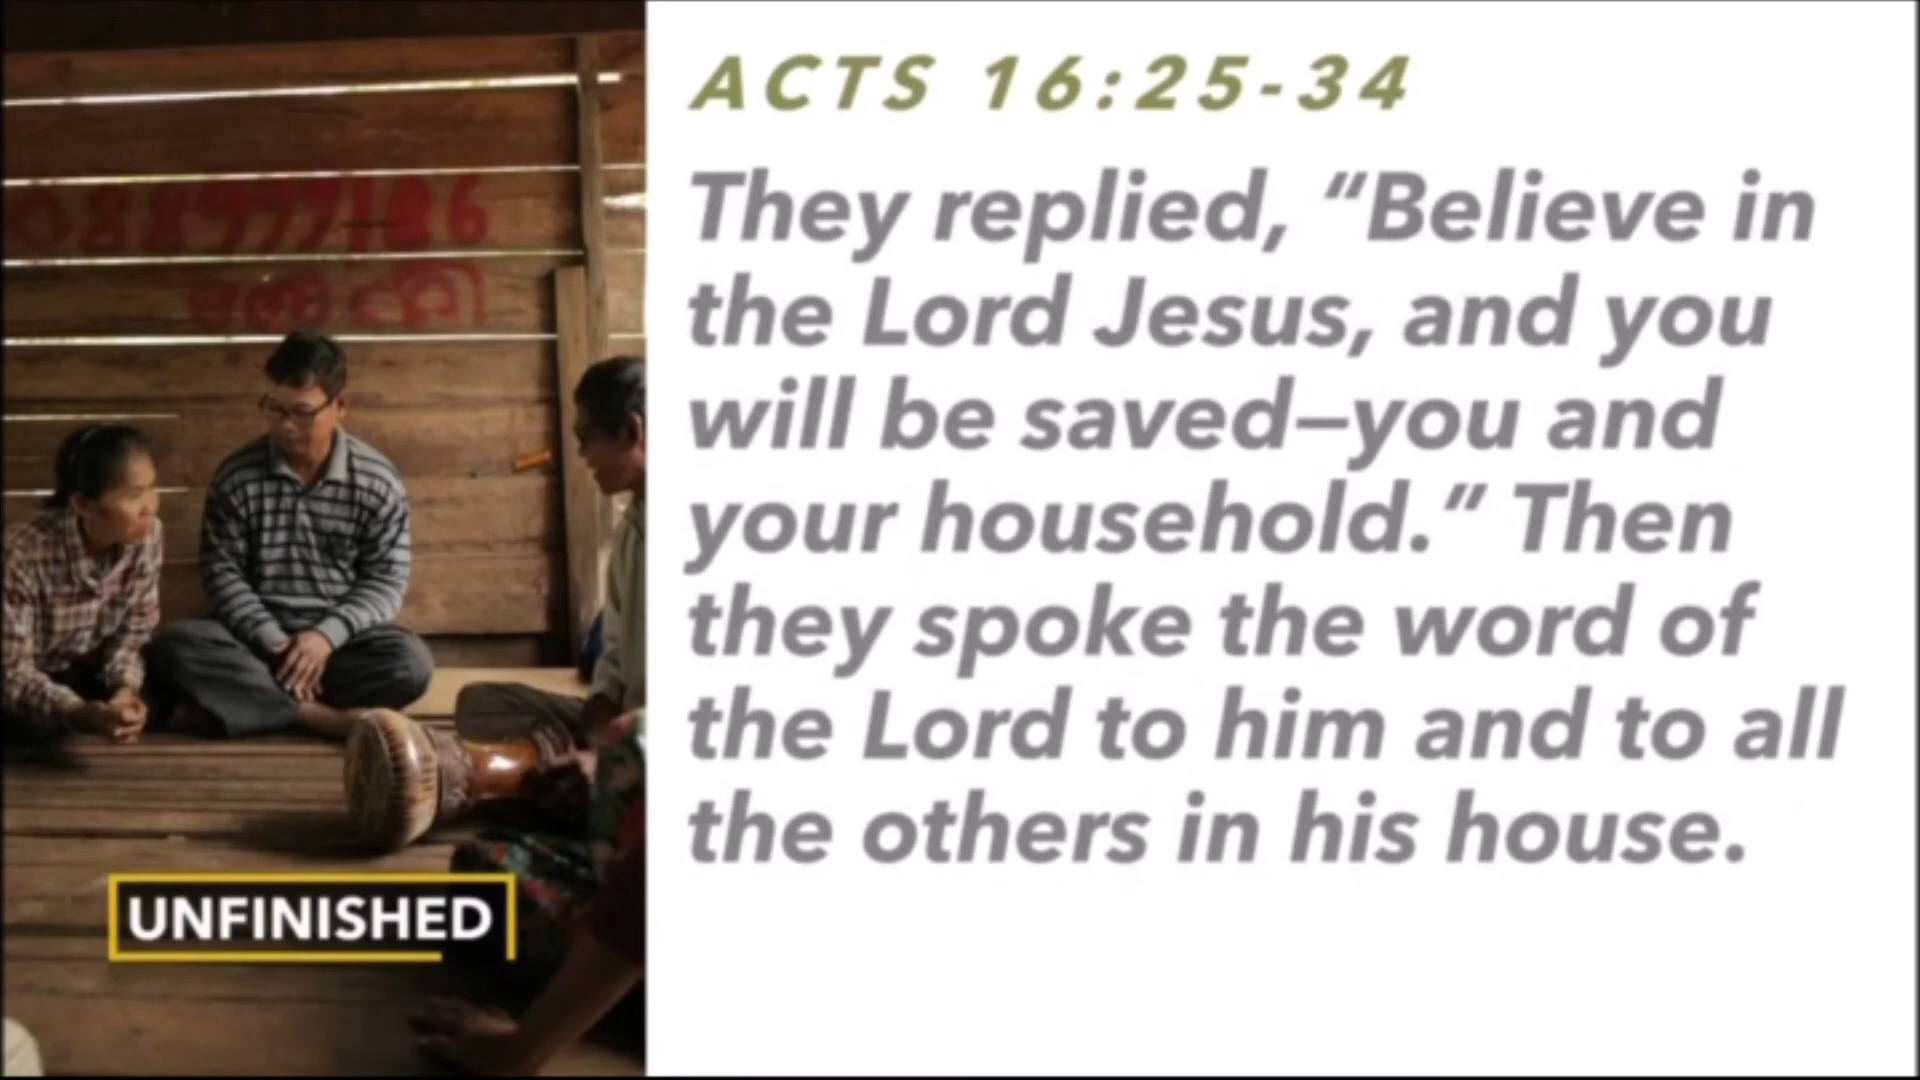 ACTS 16:25-34
They replied, “Believe in
the Lord Jesus, and you
will be saved—you and
your household.” Then
they spoke the word of
the Lord to him and to all
the others in his house.
UNFINISHED